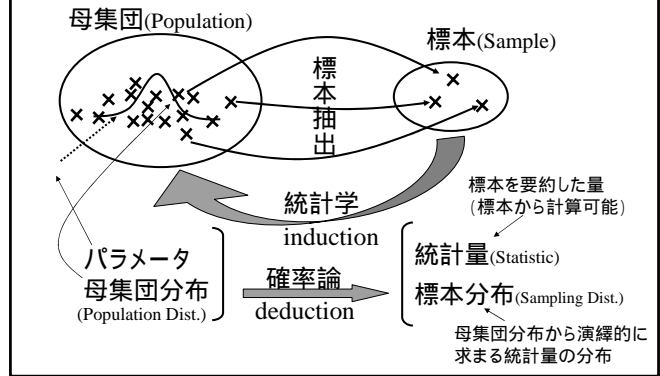 母集団(Population)
標本(Sample)
標本抽出
統計学
induction
標本を要約した量
(標本から計算可能)
パラメータ
母集団分布
(Population Dist.)
確率論
deduction
統計量(Statistic)
標本分布(Sampling Dist.)
母集団分布から演繹的に
求まる統計量の分布